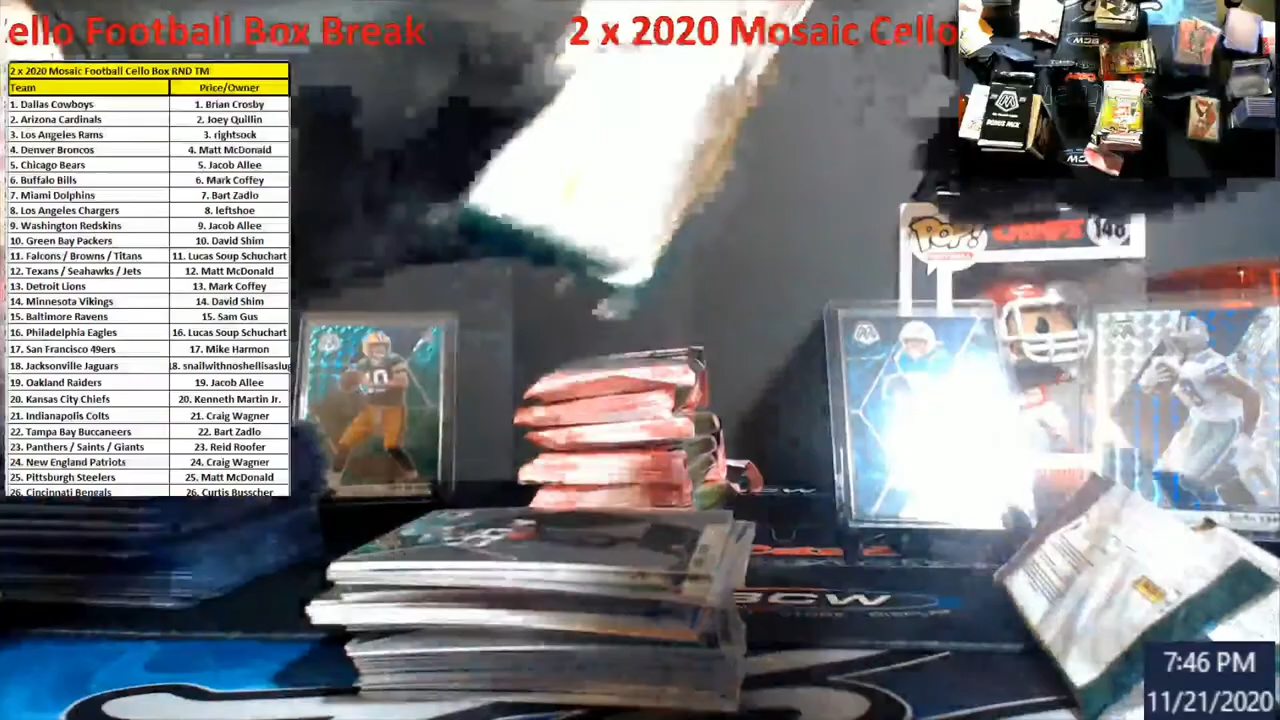 ello Football Box Break
2 x 2020 Mosaic Cello
2 x 2020 Mosaic Football Cello Box RND TM
Team Price/Owner
1. Dallas Cowboys 1. Brian Crosby
2. Arizona Cardinals 2. Joey Quillin
3. Los Angeles Rams 3. rightsock
4. Denver Broncos 4. Matt McDonald
5. Chicago Bears 5. Jacob Allee
6. Buffalo Bills 6. Mark Coffey
7. Miami Dolphins 7. Bart Zadlo
8. Los Angeles Chargers 8. leftshoe
9. Washington Redskins 9. Jacob Allee
10. Green Bay Packers 10. David Shim
11. Falcons / Browns / Titans 11. Lucas Soup Schuchart
12. Texans / Seahawks / Jets 12. Matt McDonald
13. Detroit Lions 13. Mark Coffey
14. Minnesota Vikings 14. David Shim
15. Baltimore Ravens 15. Sam Gus
16. Philadelphia Eagles 16. Lucas Soup Schuchart
17. San Francisco 49ers 17. Mike Harmon
18. Jacksonville Jaguars 18. snailwithnoshellisaslug
19. Oakland Raiders 19. Jacob Allee
20. Kansas City Chiefs 20. Kenneth Martin Jr.
21. Indianapolis Colts 21. Craig Wagner
22. Tampa Bay Buccaneers 22. Bart Zadlo
23. Panthers / Saints / Giants 23. Reid Roofer
24. New England Patriots 24. Craig Wagner
25. Pittsburgh Steelers 25. Matt McDonald
26. Cincinnati Bengals 26. Curtis Busscher
BONUS PACK
BCW
POP!
CHIEFS 148
FOOTBALL
BCW
BCW
7:46 PM
11/21/2020